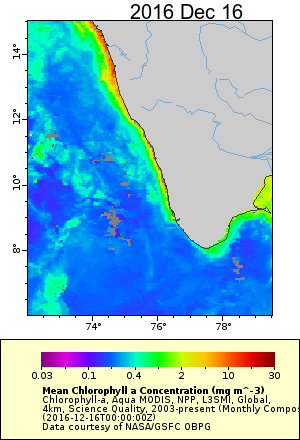 2016 Dec 16
14°
12°
10°
8°
74°
76°
78°
0.03
0.1
0.4
2
10
30
Mean Chlorophyll a Concentration (mg m^-3)
Chlorophyll-a, Aqua MODIS, NPP, L3SMI, Global,
4km, Science Quality, 2003-present (Monthly Compos
(2016-12-16T00:00:00Z)
Data courtesy of NASA/GSFC OBPG